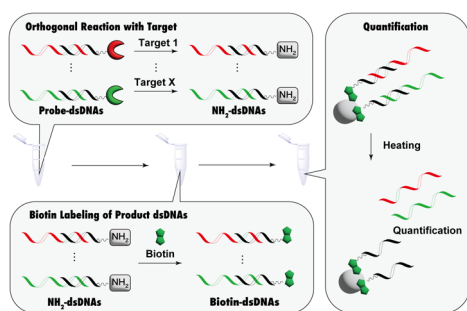 Orthogonal Reaction with Target
Target 1
NH₂
⋮
⋮
Target X
NH₂
Probe-dsDNAs
NH₂-dsDNAs
Biotin Labeling of Product dsDNAs
NH₂
Biotin
⋮
⋮
NH₂
NH₂-dsDNAs
Biotin-dsDNAs
Quantification
Heating
Quantification